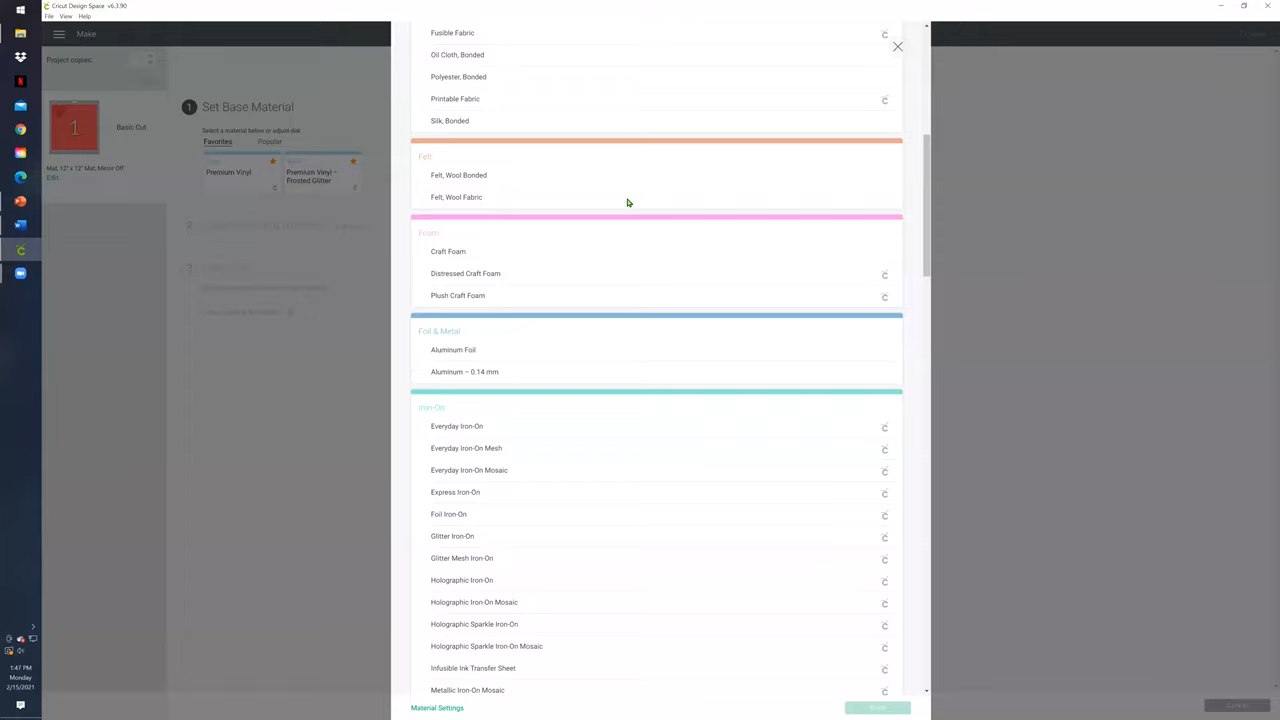 Cricut Design Space v6.3.90
File View Help
Make
Project copies:
1
Basic Cut
Mat, 12" x 12" Mat, Mirror Off
Edit
1 Set Base Material
Select a material below or adjust dial
Favorites Popular
Premium Vinyl
Premium Vinyl –
Frosted Glitter
2
Fusible Fabric
Oil Cloth, Bonded
Polyester, Bonded
Printable Fabric
Silk, Bonded
Felt
Felt, Wool Bonded
Felt, Wool Fabric
Foam
Craft Foam
Distressed Craft Foam
Plush Craft Foam
Foil & Metal
Aluminum Foil
Aluminum – 0.14 mm
Iron-On
Everyday Iron-On
Everyday Iron-On Mesh
Everyday Iron-On Mosaic
Express Iron-On
Foil Iron-On
Glitter Iron-On
Glitter Mesh Iron-On
Holographic Iron-On
Holographic Iron-On Mosaic
Holographic Sparkle Iron-On
Holographic Sparkle Iron-On Mosaic
Infusible Ink Transfer Sheet
Metallic Iron-On Mosaic
Material Settings
Done
Cancel
1:47 PM
Monday
2/15/2021